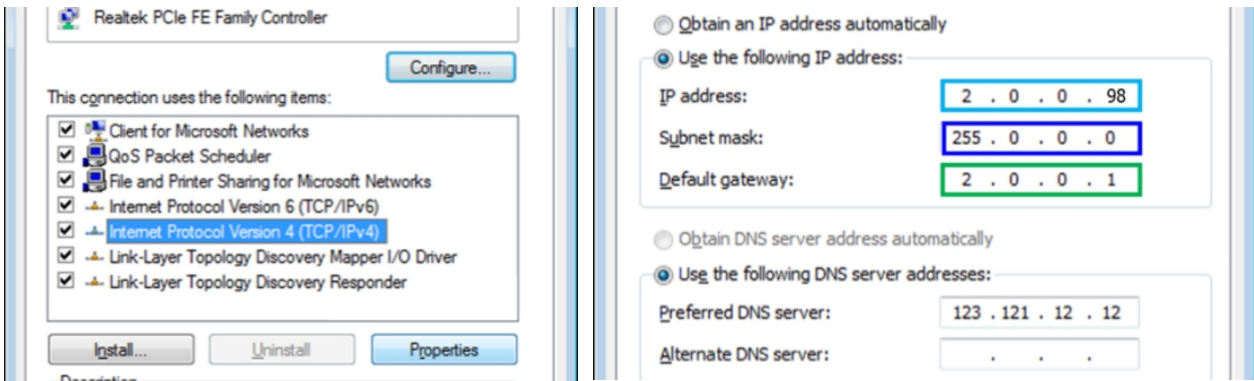 Realtek PCIe FE Family Controller
Configure...
This connection uses the following items:
Client for Microsoft Networks
QoS Packet Scheduler
File and Printer Sharing for Microsoft Networks
Internet Protocol Version 6 (TCP/IPv6)
Internet Protocol Version 4 (TCP/IPv4)
Link-Layer Topology Discovery Mapper I/O Driver
Link-Layer Topology Discovery Responder
Install...
Uninstall
Properties
Obtain an IP address automatically
Use the following IP address:
IP address: 2 . 0 . 0 . 98
Subnet mask: 255 . 0 . 0 . 0
Default gateway: 2 . 0 . 0 . 1
Obtain DNS server address automatically
Use the following DNS server addresses:
Preferred DNS server: 123 . 121 . 12 . 12
Alternate DNS server: . . .